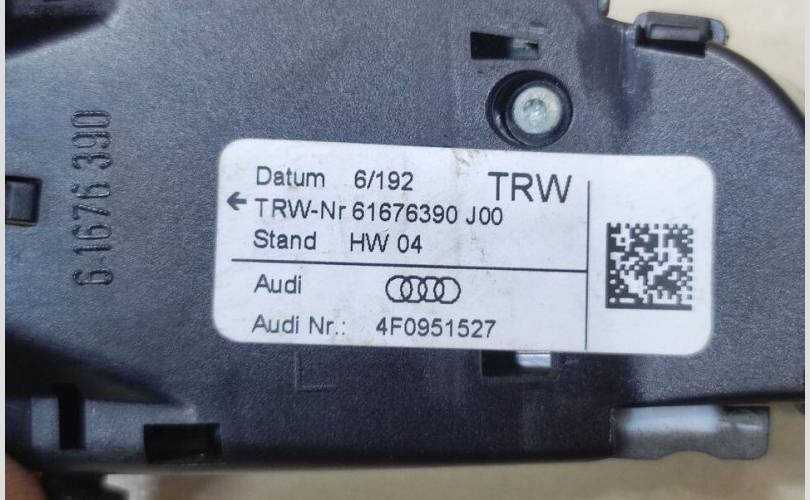 6-1676 390
Datum 6/192 TRW
← TRW-Nr 61676390 J00
Stand HW 04
Audi
Audi Nr.: 4F0951527